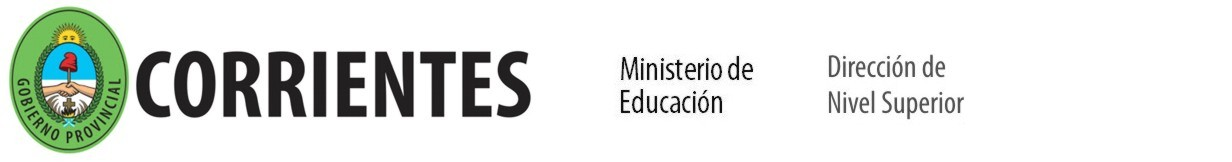 GOBIERNO PROVINCIAL
CORRIENTES
Ministerio de
Educación
Dirección de
Nivel Superior